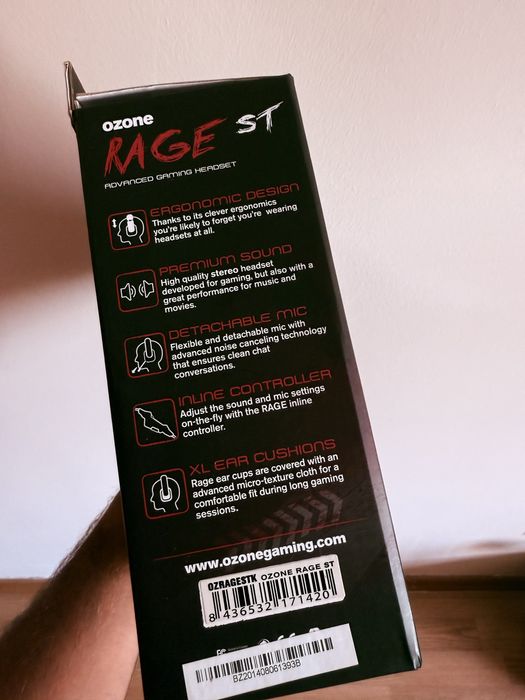 ozone
RAGE ST
ADVANCED GAMING HEADSET
ERGONOMIC DESIGN
Thanks to its clever ergonomics
you're likely to forget you're wearing
headsets at all.
PREMIUM SOUND
High quality stereo headset
developed for gaming, but also with a
great performance for music and
movies.
DETACHABLE MIC
Flexible and detachable mic with
advanced noise canceling technology
that ensures clean chat
conversations.
INLINE CONTROLLER
Adjust the sound and mic settings
on-the-fly with the RAGE inline
controller.
XL EAR CUSHIONS
Rage ear cups are covered with an
advanced micro-texture cloth for a
comfortable fit during long gaming
sessions.
www.ozonegaming.com
OZRAGESTK OZONE RAGE ST
8 436532 171420
BZ201408061393B